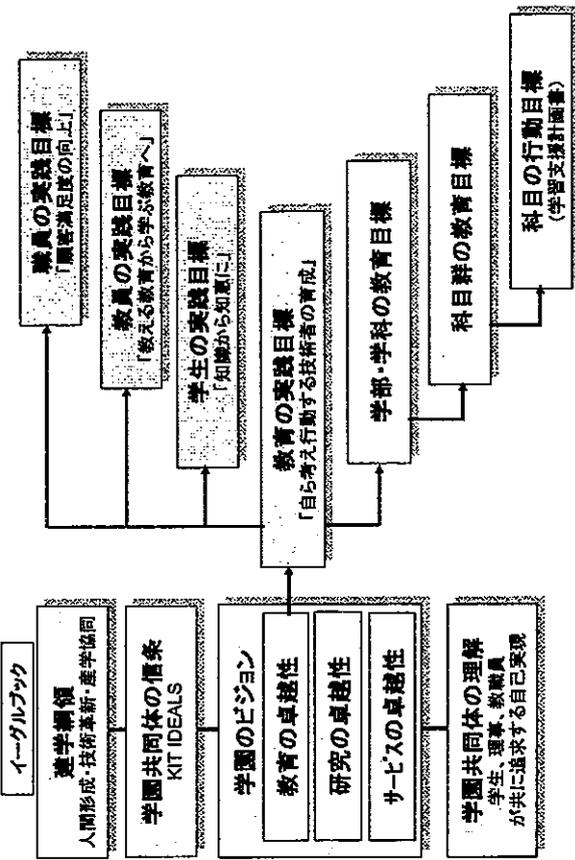 イーグルブック
建学綱領
人間形成・技術革新・産学協同
学園共同体の信条
KIT IDEALS
学園のビジョン
教育の卓越性
研究の卓越性
サービスの卓越性
学園共同体の理解
学生、理事、教職員
が共に追求する自己実現
職員の実践目標
「顧客満足度の向上」
教員の実践目標
「教える教育から学ぶ教育へ」
学生の実践目標
「知識から知恵に」
教育の実践目標
「自ら考え行動する技術者の育成」
学部・学科の教育目標
科目群の教育目標
科目の行動目標
(学習支援計画書)